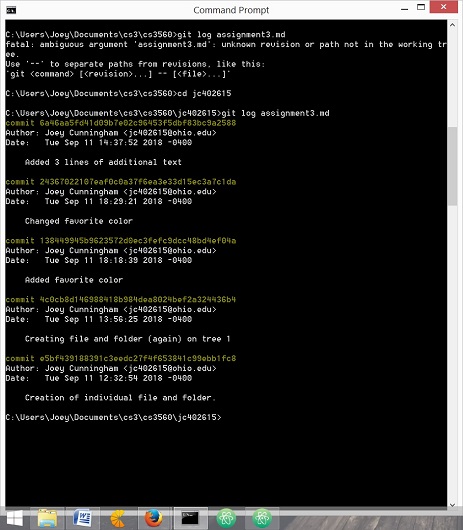 Command Prompt
C:\Users\Joey\Documents\cs3\cs3560>git log assignment3.md
fatal: ambiguous argument 'assignment3.md': unknown revision or path not in the working tr
ee.
Use '--' to separate paths from revisions, like this:
'git <command> [<revision>...] -- [<file>...]'
C:\Users\Joey\Documents\cs3\cs3560>cd jc402615
C:\Users\Joey\Documents\cs3\cs3560\jc402615>git log assignment3.md
commit 6a46aa5fd41d09b7e02c96453f5dbf83bc9a2588
Author: Joey Cunningham <jc402615@ohio.edu>
Date:   Tue Sep 11 14:37:52 2018 -0400
Added 3 lines of additional text
commit 24367022107eaf0c0a37f6ea3e33d15ec3a7c1da
Author: Joey Cunningham <jc402615@ohio.edu>
Date:   Tue Sep 11 18:29:21 2018 -0400
Changed favorite color
commit 138449945b9623572d0ec3fefc9dcc48bd4ef04a
Author: Joey Cunningham <jc402615@ohio.edu>
Date:   Tue Sep 11 18:18:39 2018 -0400
Added favorite color
commit 4c0cb8d146988418b984dea8024bef2a324436b4
Author: Joey Cunningham <jc402615@ohio.edu>
Date:   Tue Sep 11 13:56:25 2018 -0400
Creating file and folder (again) on tree 1
commit e5bf439188391c3eedc27f4f653841c99ebb1fc8
Author: Joey Cunningham <jc402615@ohio.edu>
Date:   Tue Sep 11 12:32:54 2018 -0400
Creation of individual file and folder.
C:\Users\Joey\Documents\cs3\cs3560\jc402615>